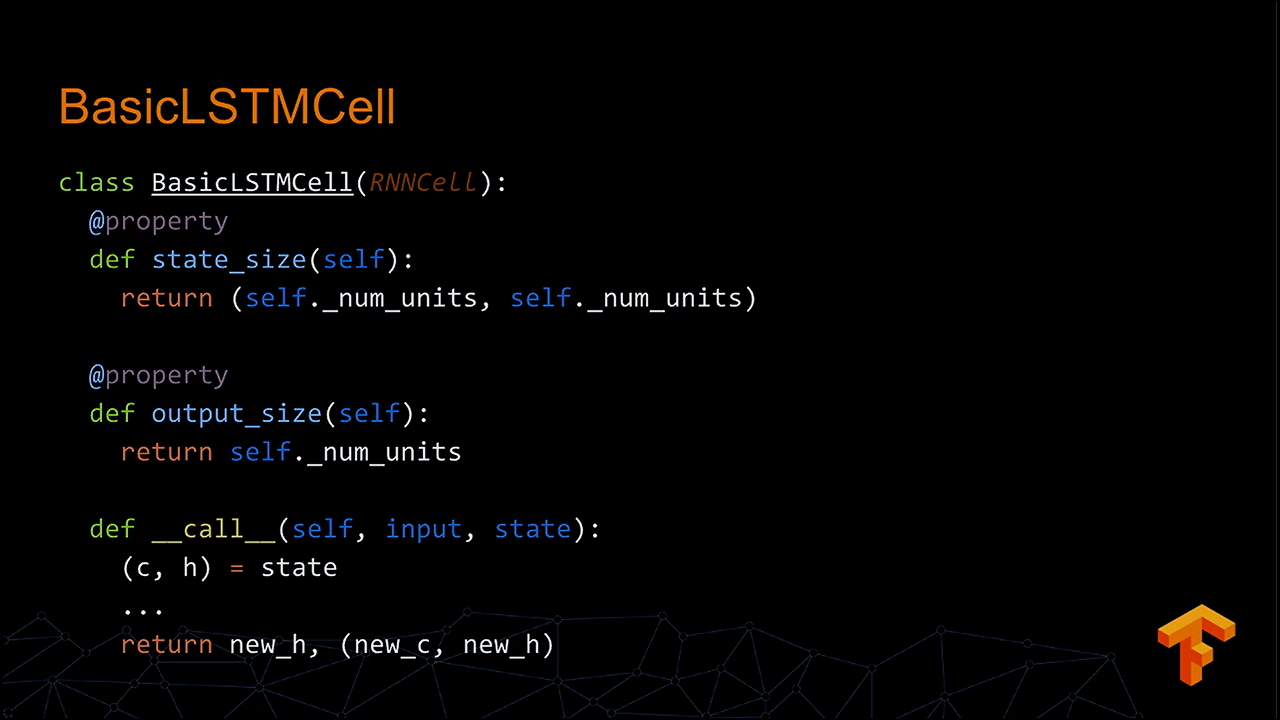 BasicLSTMCell
class BasicLSTMCell(RNNCell):
  @property
  def state_size(self):
    return (self._num_units, self._num_units)

  @property
  def output_size(self):
    return self._num_units

  def __call__(self, input, state):
    (c, h) = state
    ...
    return new_h, (new_c, new_h)